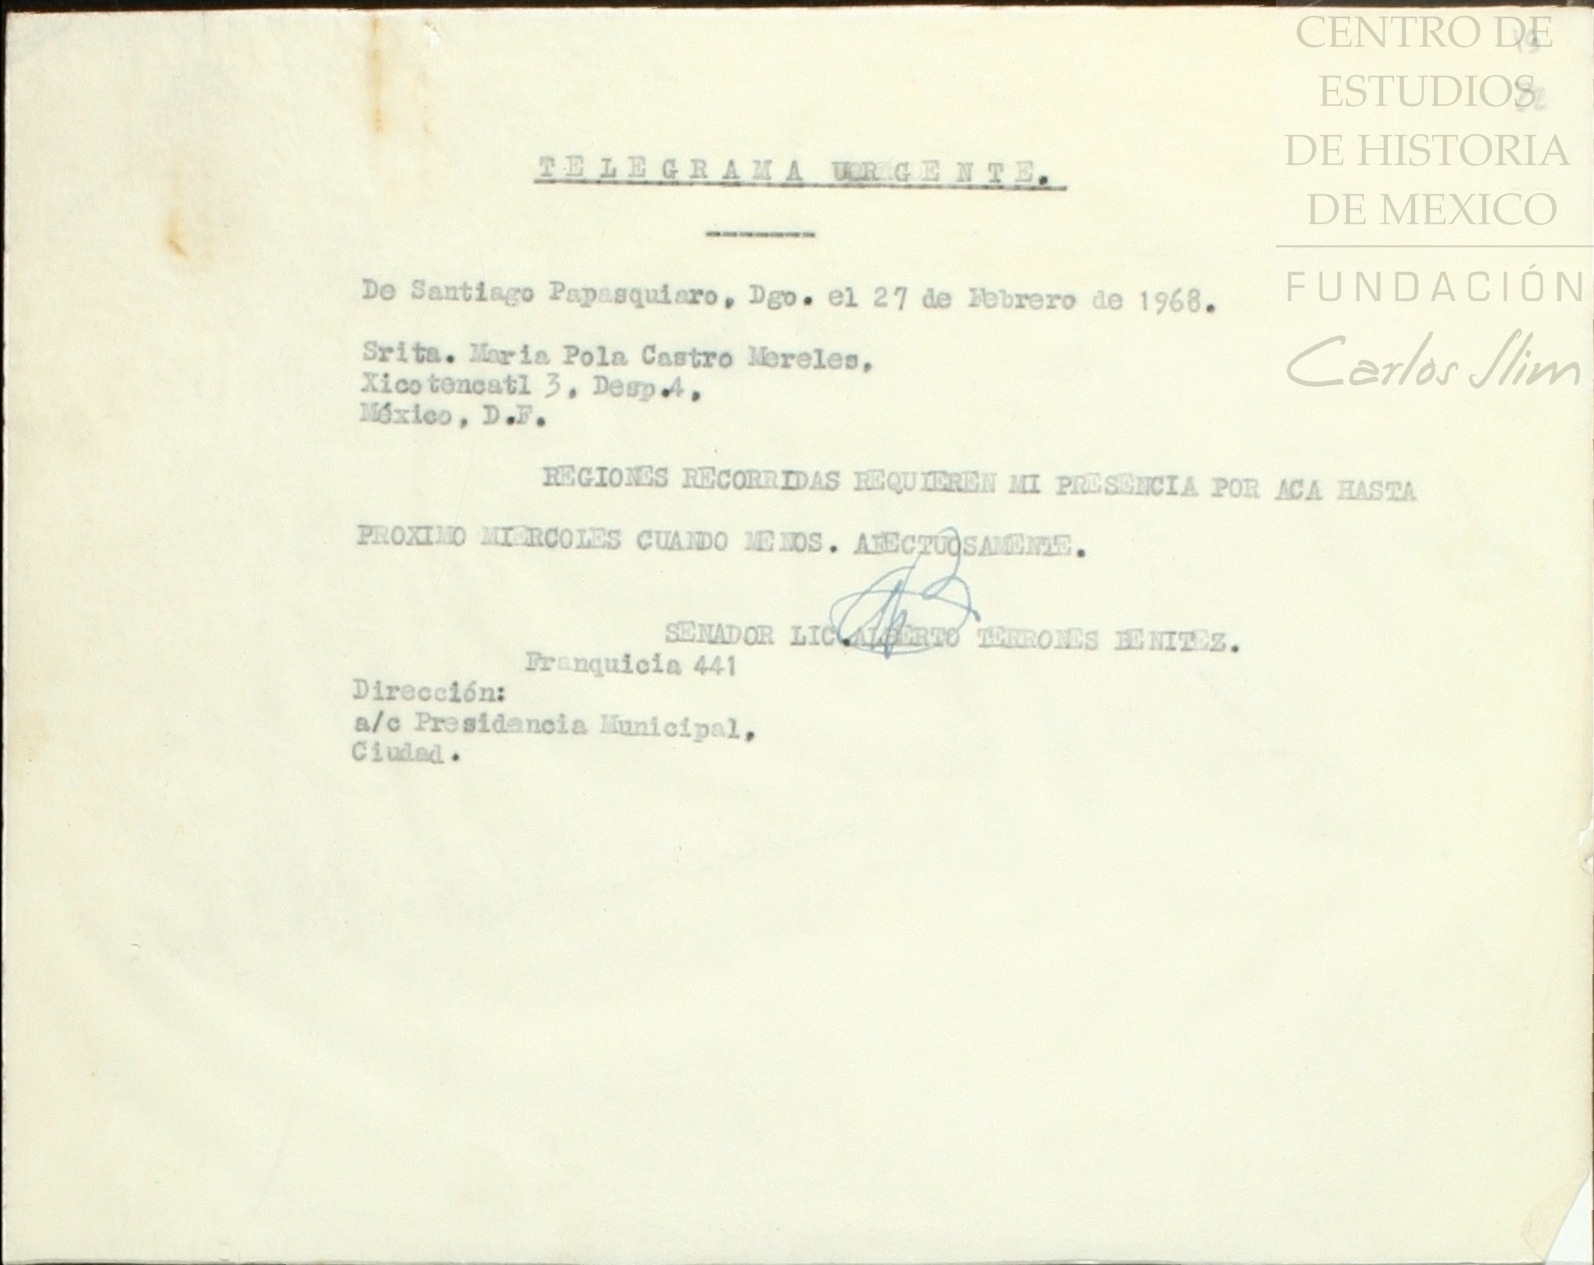 CENTRO DE
ESTUDIOS
DE HISTORIA
DE MEXICO
FUNDACIÓN
Carlos Slim
TELEGRAMA URGENTE.
De Santiago Papasquiaro, Dgo. el 27 de Febrero de 1968.
Srita. Maria Pola Castro Mereles,
Xicotencatl 3, Desp.4,
México, D.F.
REGIONES RECORRIDAS REQUIEREN MI PRESENCIA POR ACA HASTA
PROXIMO MIERCOLES CUANDO MENOS. AFECTUOSAMENTE.
SENADOR LIC.ALBERTO TERRONES BENITEZ.
Franquicia 441
Dirección:
a/c Presidencia Municipal,
Ciudad.